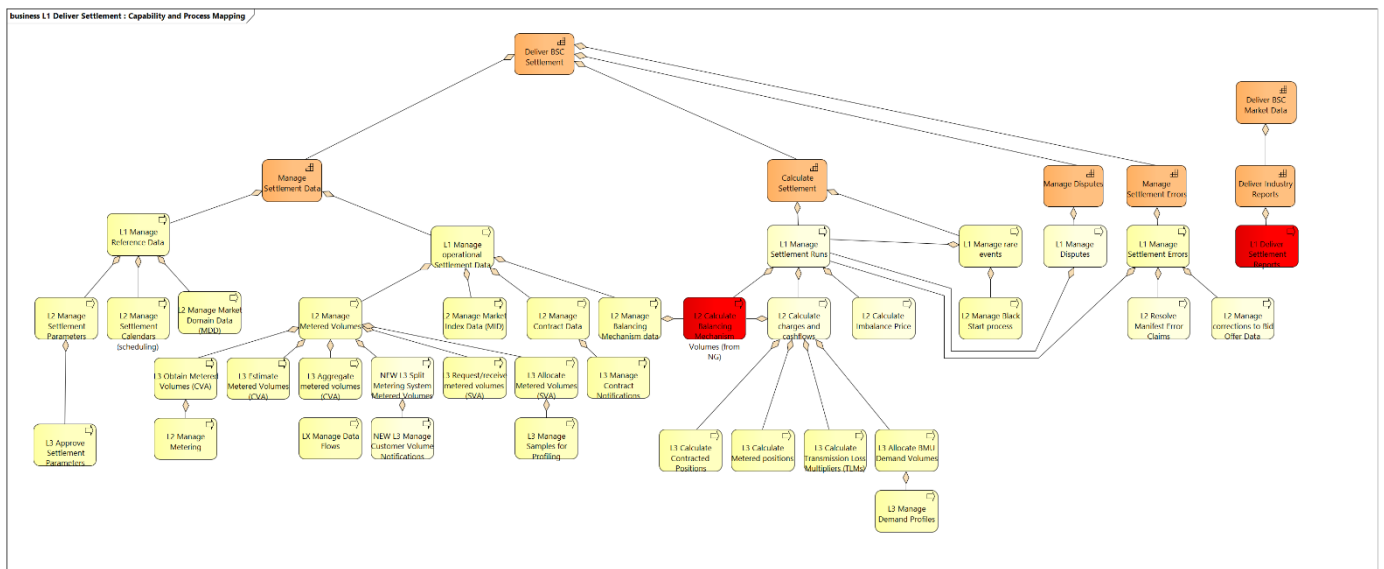 business L1 Deliver Settlement : Capability and Process Mapping
Deliver BSC
Settlement
Deliver BSC
Market Data
Manage
Settlement Data
Calculate
Settlement
Manage Disputes
Manage
Settlement Errors
Deliver Industry
Reports
L1 Manage
Reference Data
L1 Manage
operational
Settlement Data
L1 Manage
Settlement Runs
L1 Manage rare
events
L1 Manage
Disputes
L1 Manage
Settlement Errors
L1 Deliver
Settlement
Reports
L2 Manage
Settlement
Parameters
L2 Manage
Settlement
Calendars
(scheduling)
L2 Manage Market
Domain Data
(MDD)
L2 Manage
Metered Volumes
L2 Manage Market
Index Data (MID)
L2 Manage
Contract Data
L2 Manage
Balancing
Mechanism data
L2 Calculate
Balancing
Mechanism
Volumes (from
NG)
L2 Calculate
charges and
cashflows
L2 Calculate
Imbalance Price
L2 Manage Black
Start process
L2 Resolve
Manifest Error
Claims
L2 Manage
corrections to Bid
Offer Data
L3 Obtain Metered
Volumes (CVA)
L3 Estimate
Metered Volumes
(CVA)
L3 Aggregate
metered volumes
(CVA)
NEW L3 Split
Metering System
Metered Volumes
L3 Request/receive
metered volumes
(SVA)
L3 Allocate
Metered Volumes
(SVA)
L3 Manage
Contract
Notifications
L3 Approve
Settlement
Parameters
L2 Manage
Metering
LX Manage Data
Flows
NEW L3 Manage
Customer Volume
Notifications
L3 Manage
Samples for
Profiling
L3 Calculate
Contracted
Positions
L3 Calculate
Metered positions
L3 Calculate
Transmission Loss
Multipliers (TLMs)
L3 Allocate BMU
Demand Volumes
L3 Manage
Demand Profiles